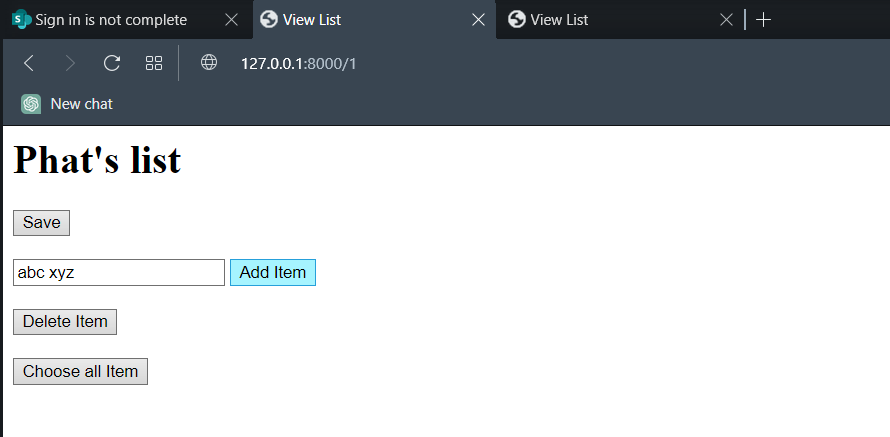 Sign in is not complete View List View List
127.0.0.1:8000/1
New chat
Phat's list
Save
abc xyz Add Item
Delete Item
Choose all Item